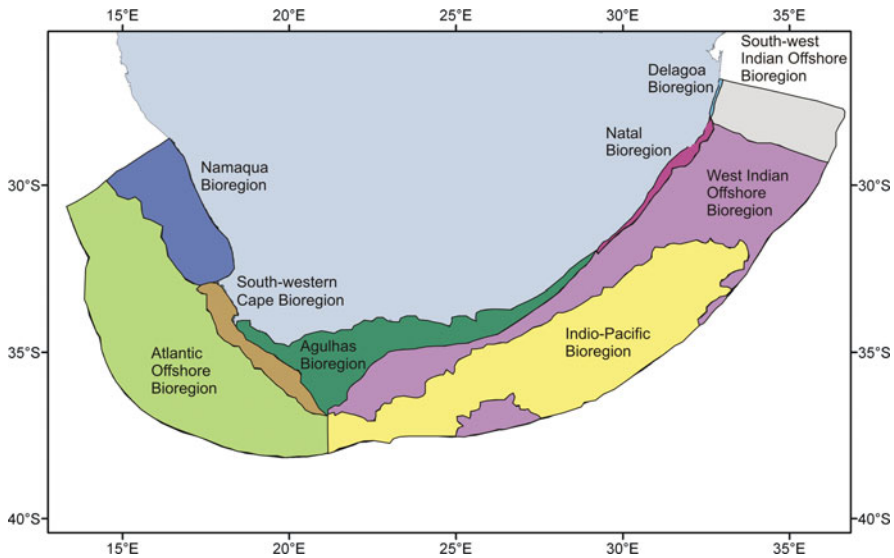 15°E
20°E
25°E
30°E
35°E
South-west
Indian Offshore
Bioregion
Delagoa
Bioregion
Natal
Bioregion
Namaqua
Bioregion
West Indian
Offshore
Bioregion
30°S
30°S
South-western
Cape Bioregion
Indio-Pacific
Bioregion
Agulhas
Bioregion
Atlantic
Offshore
Bioregion
35°S
35°S
40°S
40°S
15°E
20°E
25°E
30°E
35°E